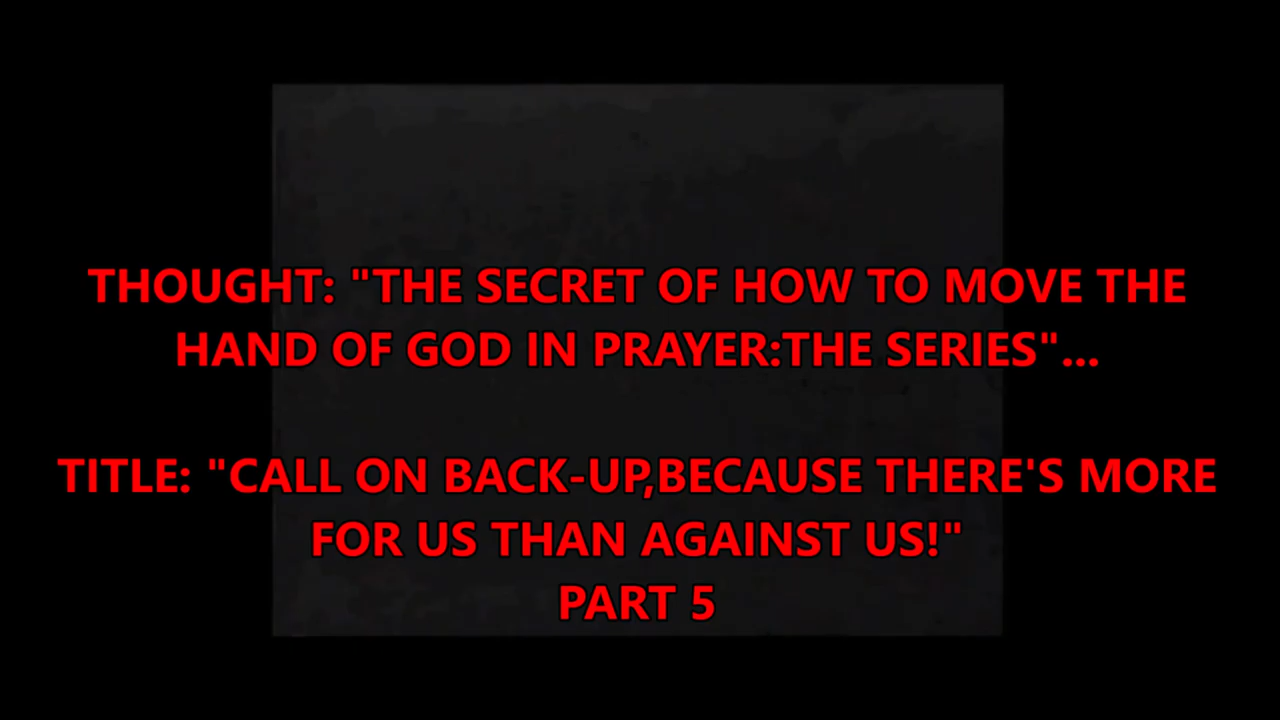 THOUGHT: "THE SECRET OF HOW TO MOVE THE
HAND OF GOD IN PRAYER:THE SERIES"...
TITLE: "CALL ON BACK-UP,BECAUSE THERE'S MORE
FOR US THAN AGAINST US!"
PART 5